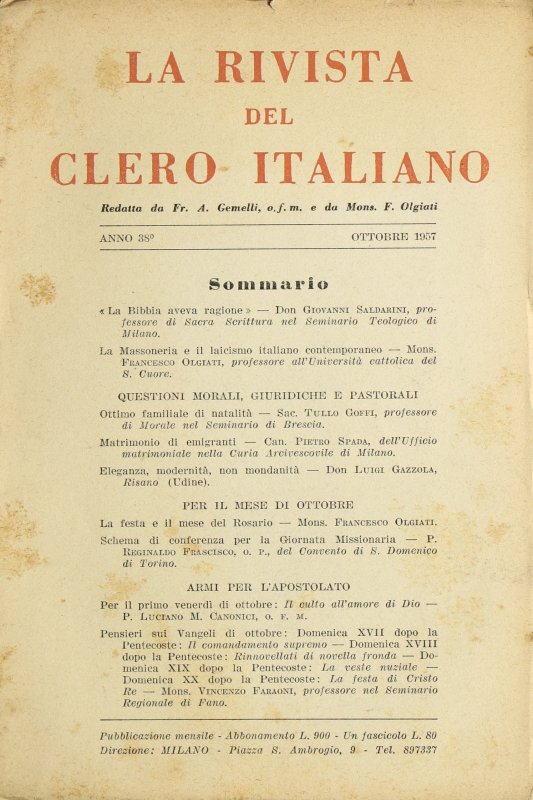 LA RIVISTA
DEL
CLERO ITALIANO
Redatta da Fr. A. Gemelli, o.f.m. e da Mons. F. Olgiati
ANNO 38º OTTOBRE 1957
Sommario
« La Bibbia aveva ragione » — Don GIOVANNI SALDARINI, pro-
fessore di Sacra Scrittura nel Seminario Teologico di
Milano.
La Massoneria e il laicismo italiano contemporaneo — Mons.
FRANCESCO OLGIATI, professore all'Università cattolica del
S. Cuore.
QUESTIONI MORALI, GIURIDICHE E PASTORALI
Ottimo familiale di natalità — Sac. TULLO GOFFI, professore
di Morale nel Seminario di Brescia.
Matrimonio di emigranti — Can. PIETRO SPADA, dell'Ufficio
matrimoniale nella Curia Arcivescovile di Milano.
Eleganza, modernità, non mondanità — Don LUIGI GAZZOLA,
Risano (Udine).
PER IL MESE DI OTTOBRE
La festa e il mese del Rosario — Mons. FRANCESCO OLGIATI.
Schema di conferenza per la Giornata Missionaria — P.
REGINALDO FRASCISCO, O. P., del Convento di S. Domenico
di Torino.
ARMI PER L'APOSTOLATO
Per il primo venerdì di ottobre: Il culto all'amore di Dio —
P. LUCIANO M. CANONICI, O. F. M.
Pensieri sui Vangeli di ottobre: Domenica XVII dopo la
Pentecoste: Il comandamento supremo — Domenica XVIII
dopo la Pentecoste: Rinnovellati di novella fronda — Do-
menica XIX dopo la Pentecoste: La veste nuziale —
Domenica XX dopo la Pentecoste: La festa di Cristo
Re — Mons. VINCENZO FARAONI, professore nel Seminario
Regionale di Fano.
Pubblicazione mensile - Abbonamento L. 900 - Un fascicolo L. 80
Direzione: MILANO - Piazza S. Ambrogio, 9 - Tel. 897337